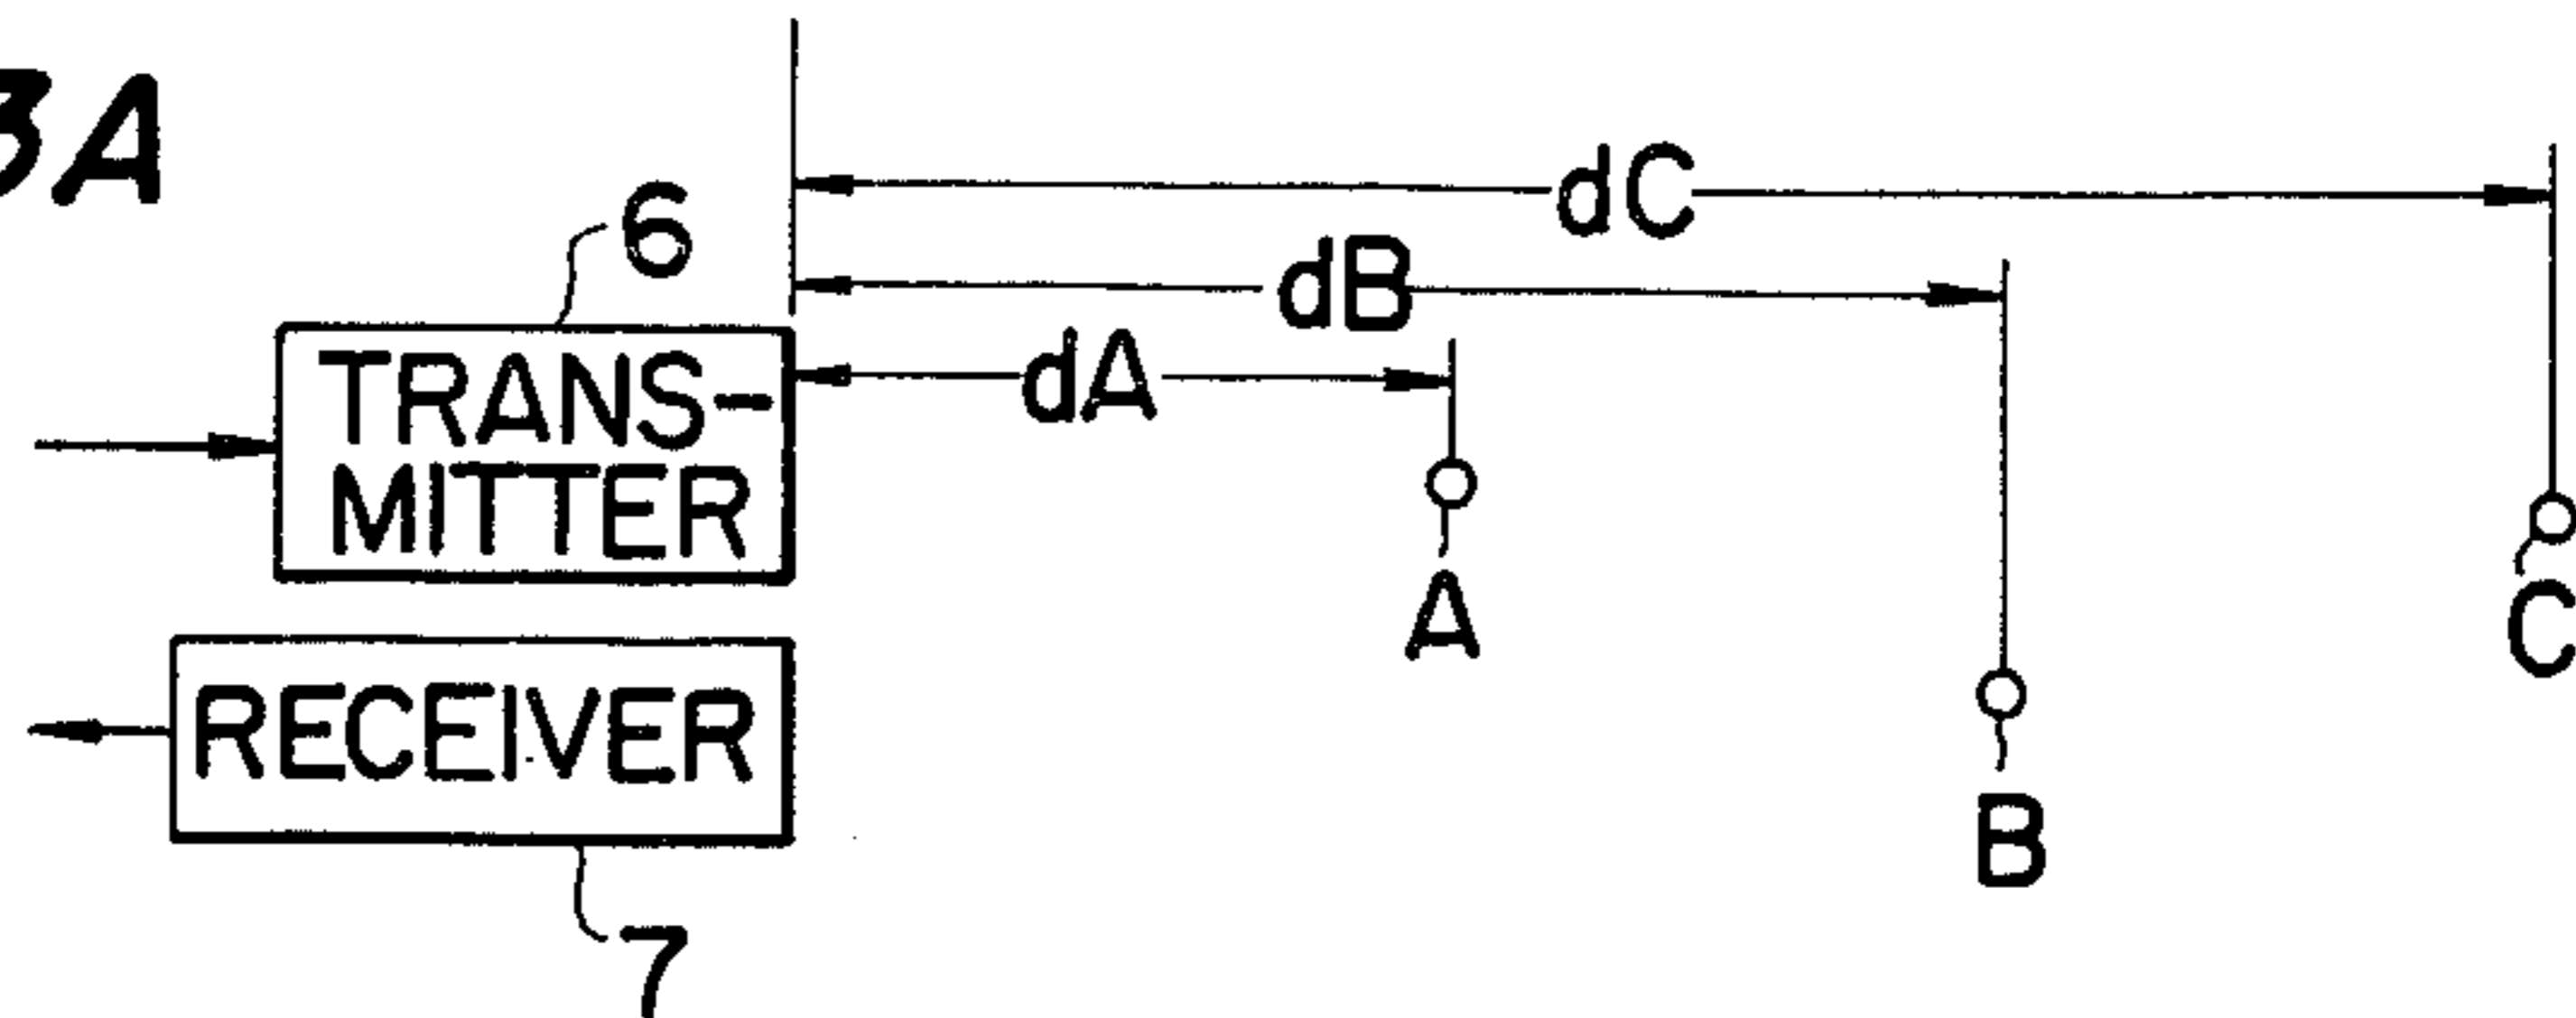 3A
6
dC
dB
dA
TRANS-
MITTER
A
C
RECEIVER
B
7